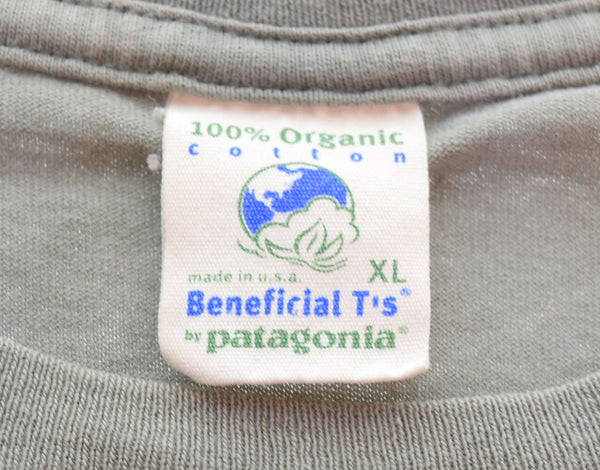 100% Organic
cotton
made in u.s.a. XL
Beneficial T's®
by patagonia®